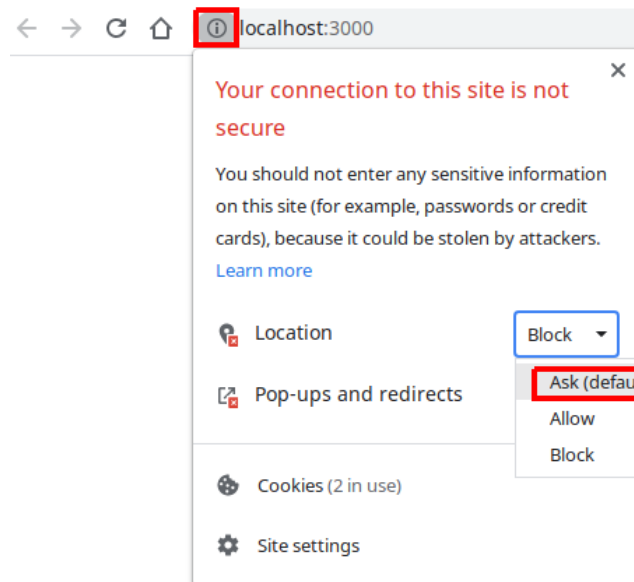 localhost:3000
Your connection to this site is not
secure
You should not enter any sensitive information
on this site (for example, passwords or credit
cards), because it could be stolen by attackers.
Learn more
Location
Block
Ask (defau
Pop-ups and redirects
Allow
Block
Cookies (2 in use)
Site settings